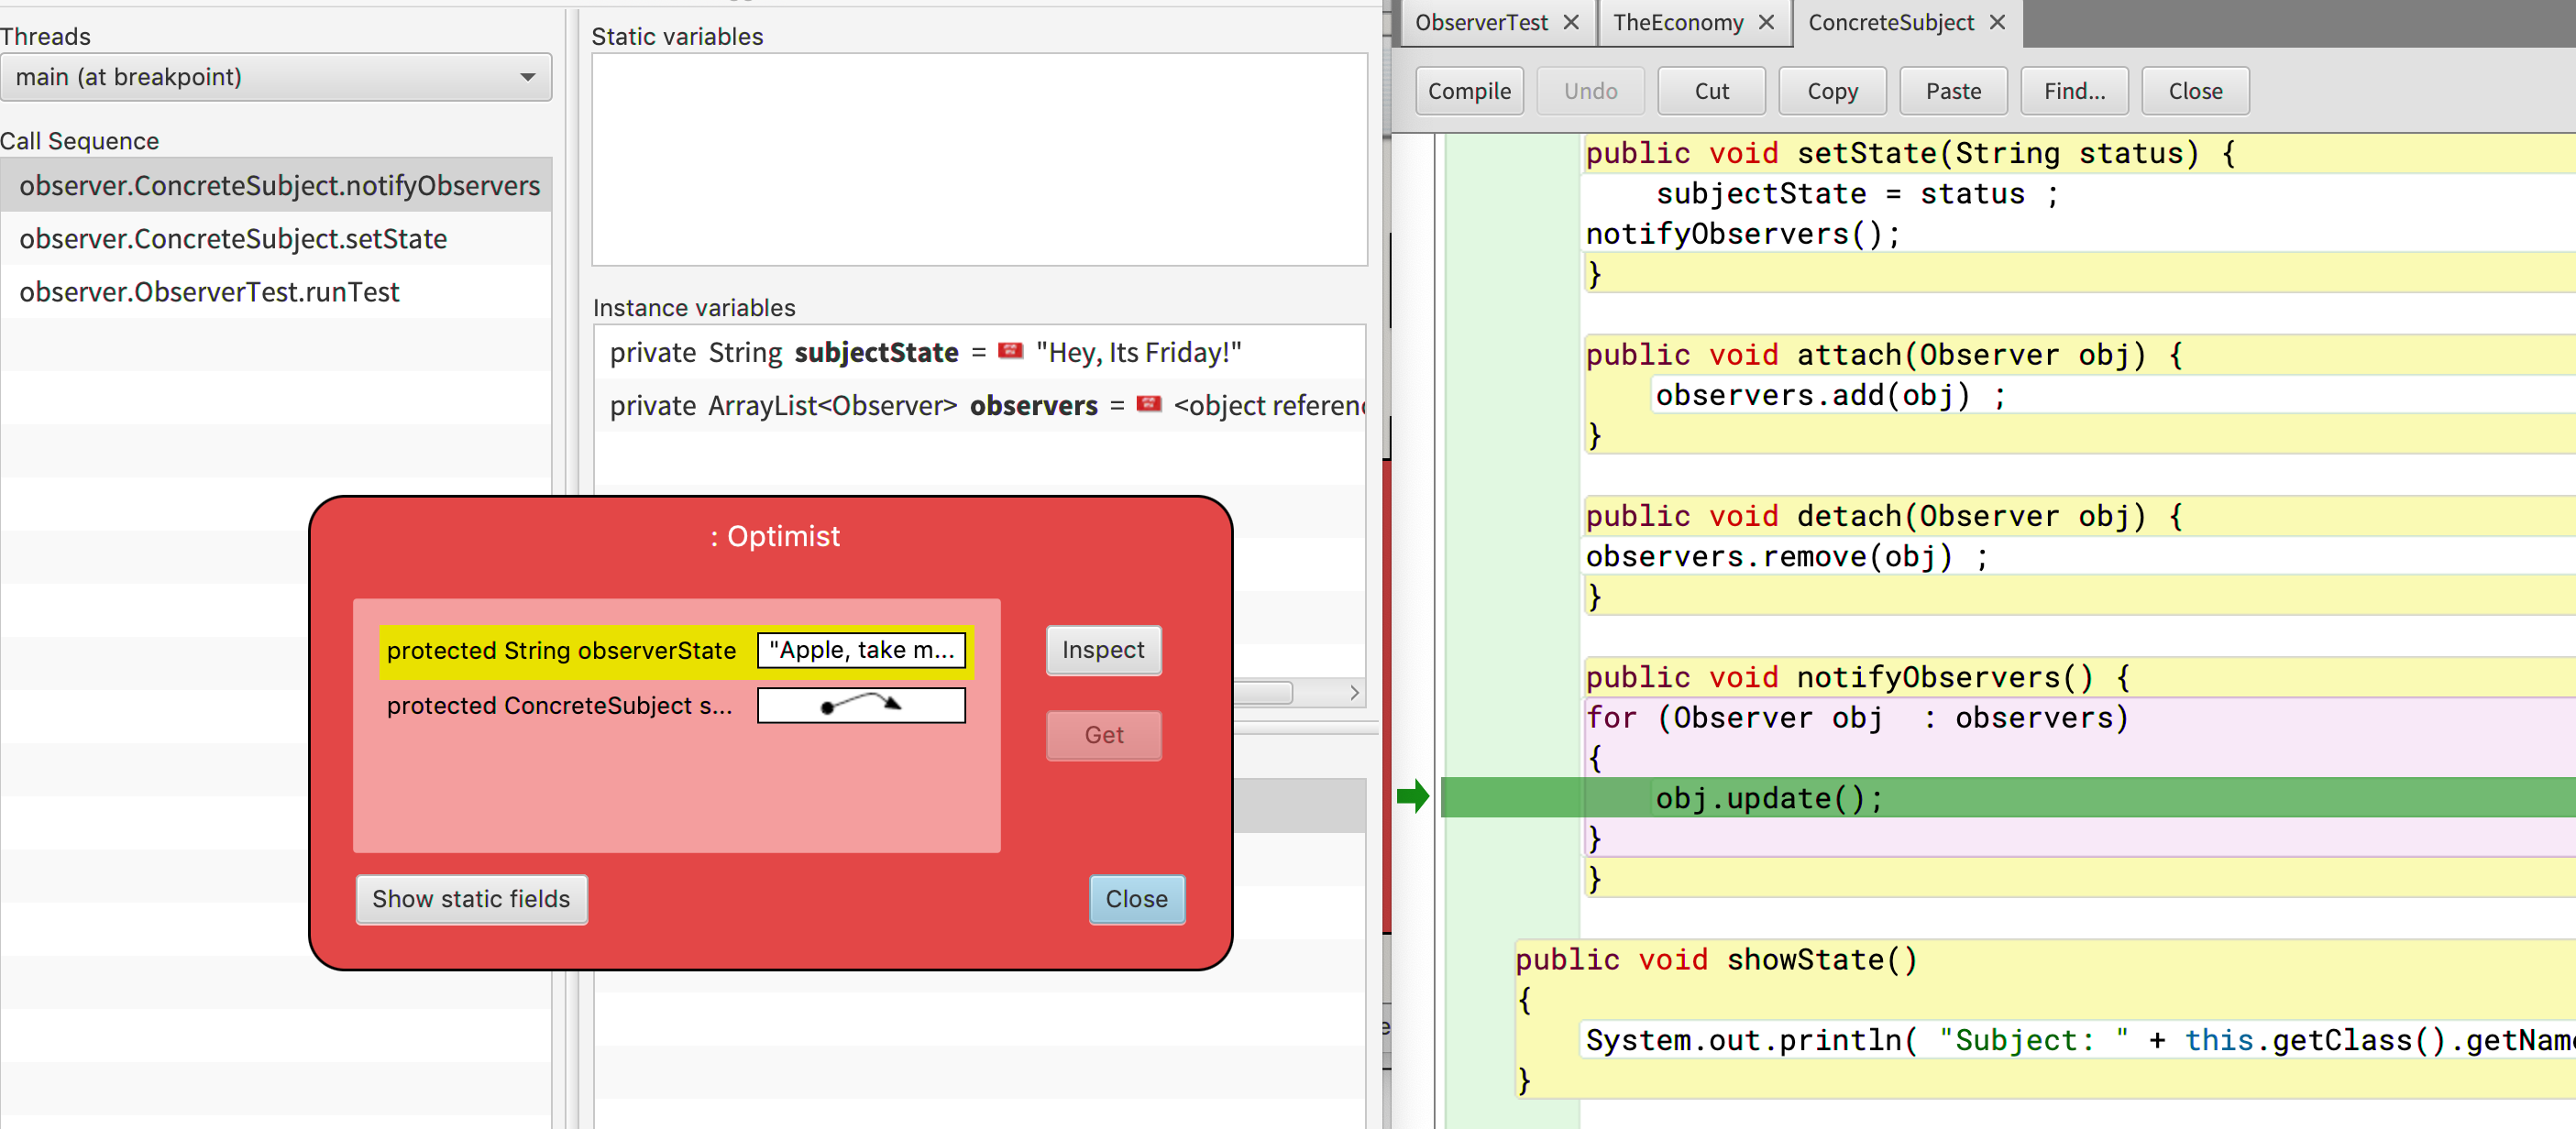 Threads
main (at breakpoint)
Call Sequence
observer.ConcreteSubject.notifyObservers
observer.ConcreteSubject.setState
observer.ObserverTest.runTest
Static variables
Instance variables
private String subjectState = "Hey, Its Friday!"
private ArrayList<Observer> observers = <object referen
: Optimist
protected String observerState "Apple, take m...
protected ConcreteSubject s...
Inspect
Get
Show static fields
Close
ObserverTest
TheEconomy
ConcreteSubject
Compile
Undo
Cut
Copy
Paste
Find...
Close
public void setState(String status) {
subjectState = status ;
notifyObservers();
}
public void attach(Observer obj) {
observers.add(obj) ;
}
public void detach(Observer obj) {
observers.remove(obj) ;
}
public void notifyObservers() {
for (Observer obj  : observers)
{
obj.update();
}
}
public void showState()
{
System.out.println( "Subject: " + this.getClass().getNam
}